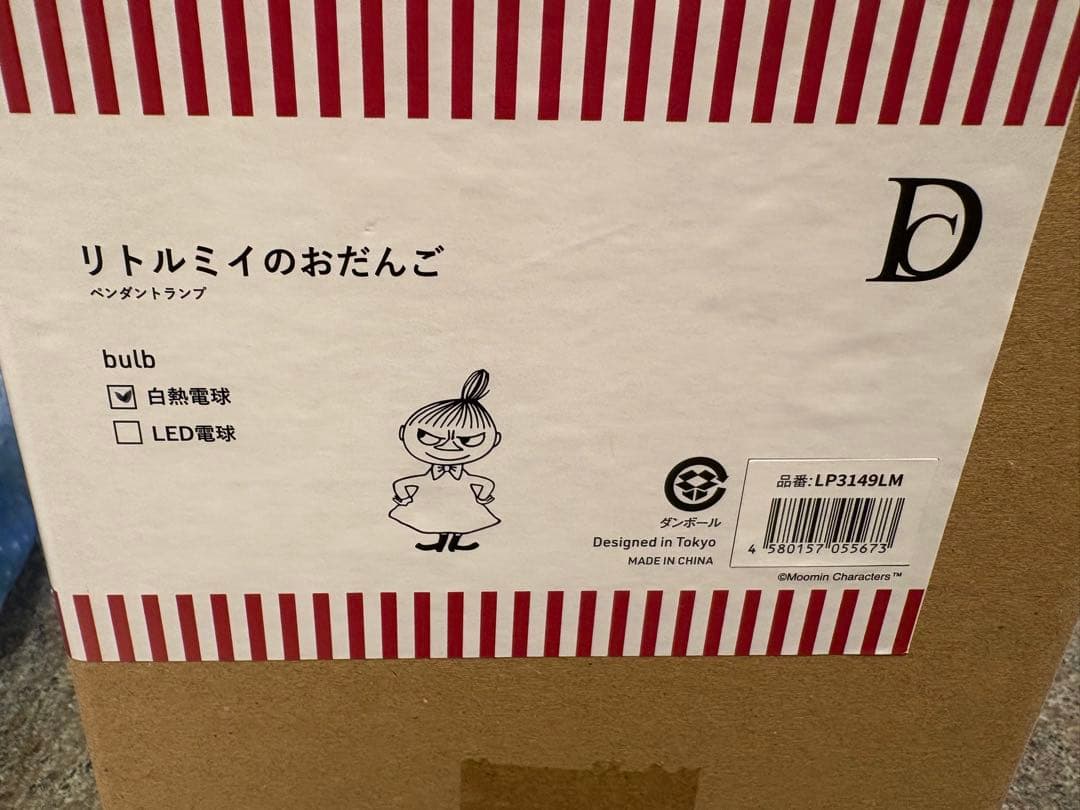 DC
リトルミイのおだんご
ペンダントランプ
bulb
白熱電球
LED電球
ダンボール
Designed in Tokyo
MADE IN CHINA
品番:LP3149LM
4 580157 055673
©Moomin Characters™